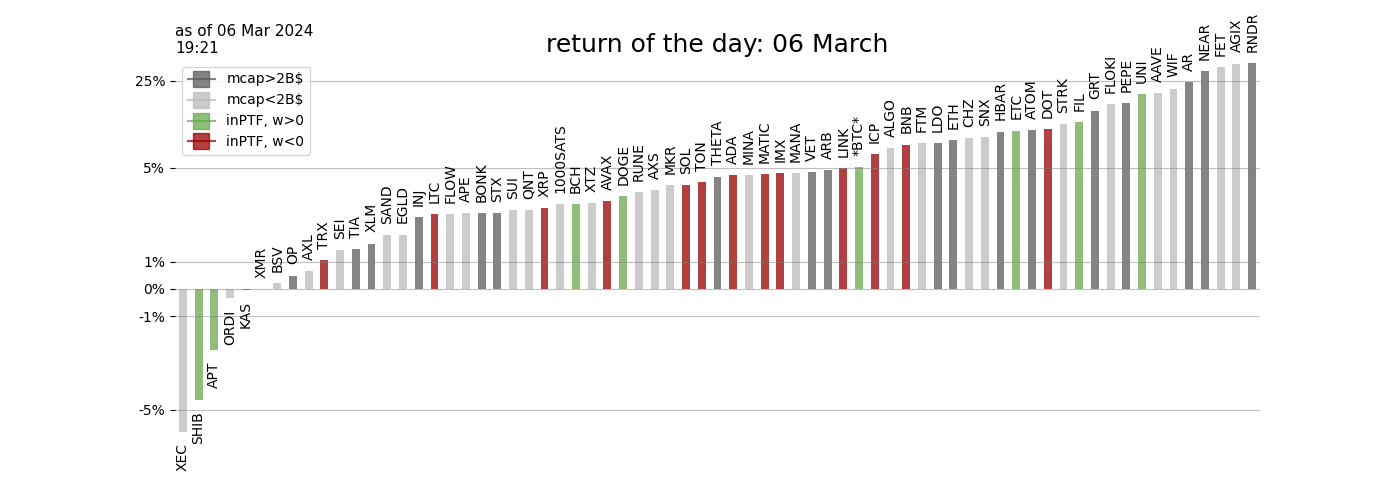 as of 06 Mar 2024
19:21
return of the day: 06 March
mcap>2B$
mcap<2B$
inPTF, w>0
inPTF, w<0
25%
5%
1%
0%
-1%
-5%
XEC
SHIB
APT
ORDI
KAS
XMR
BSV
OP
AXL
TRX
SEI
TIA
XLM
SAND
EGLD
INJ
LTC
FLOW
APE
BONK
STX
SUI
QNT
XRP
1000SATS
BCH
XTZ
AVAX
DOGE
RUNE
AXS
MKR
SOL
TON
THETA
ADA
MINA
MATIC
IMX
MANA
VET
ARB
LINK
*BTC*
ICP
ALGO
BNB
FTM
LDO
ETH
CHZ
SNX
HBAR
ETC
ATOM
DOT
STRK
FIL
GRT
FLOKI
PEPE
UNI
AAVE
WIF
AR
NEAR
FET
AGIX
RNDR